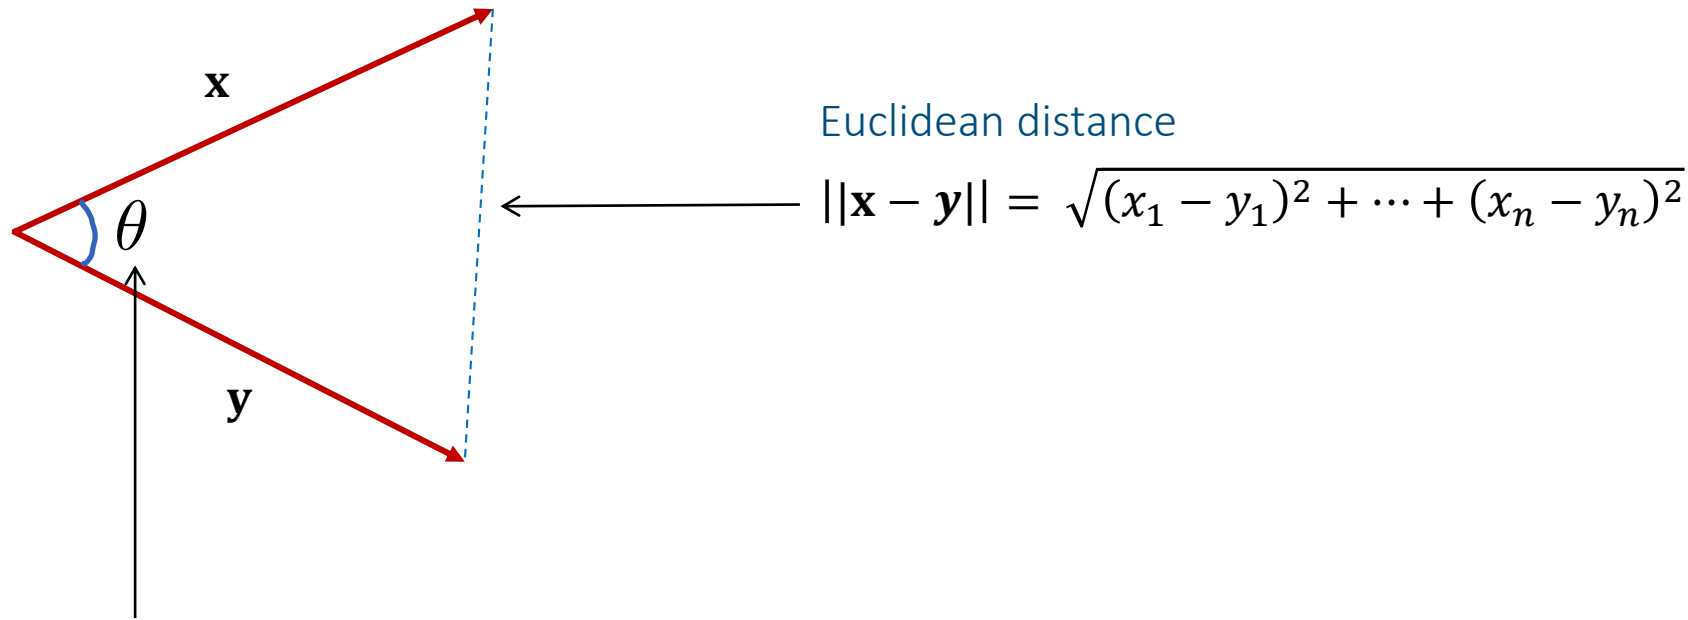 x
Euclidean distance
||x − y|| = √(x₁ − y₁)² + ⋯ + (xₙ − yₙ)²
θ
y